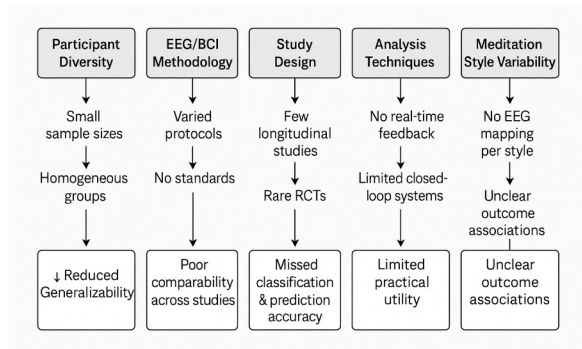 Participant
Diversity
Small
sample sizes
Homogeneous
groups
↓ Reduced
Generalizability
EEG/BCI
Methodology
Varied
protocols
No standards
Poor
comparability
across studies
Study
Design
Few
longitudinal
studies
Rare RCTs
Missed
classification
& prediction
accuracy
Analysis
Techniques
No real-time
feedback
Limited closed-
loop systems
Limited
practical
utility
Meditation
Style Variability
No EEG
mapping
per style
Unclear
outcome
associations
Unclear
outcome
associations